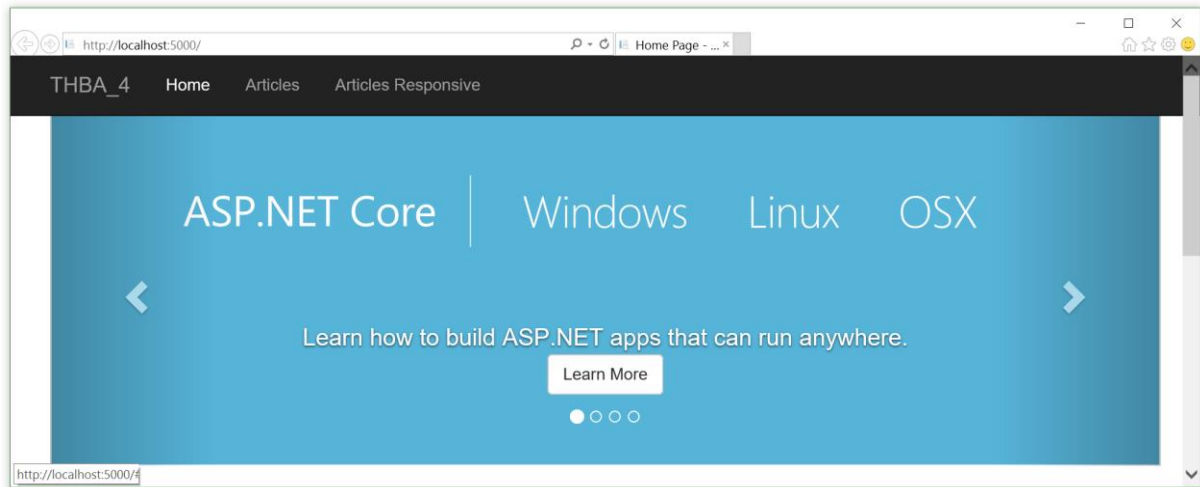 http://localhost:5000/ Home Page - ...
THBA_4 Home Articles Articles Responsive
ASP.NET Core Windows Linux OSX
Learn how to build ASP.NET apps that can run anywhere.
Learn More
http://localhost:5000/#